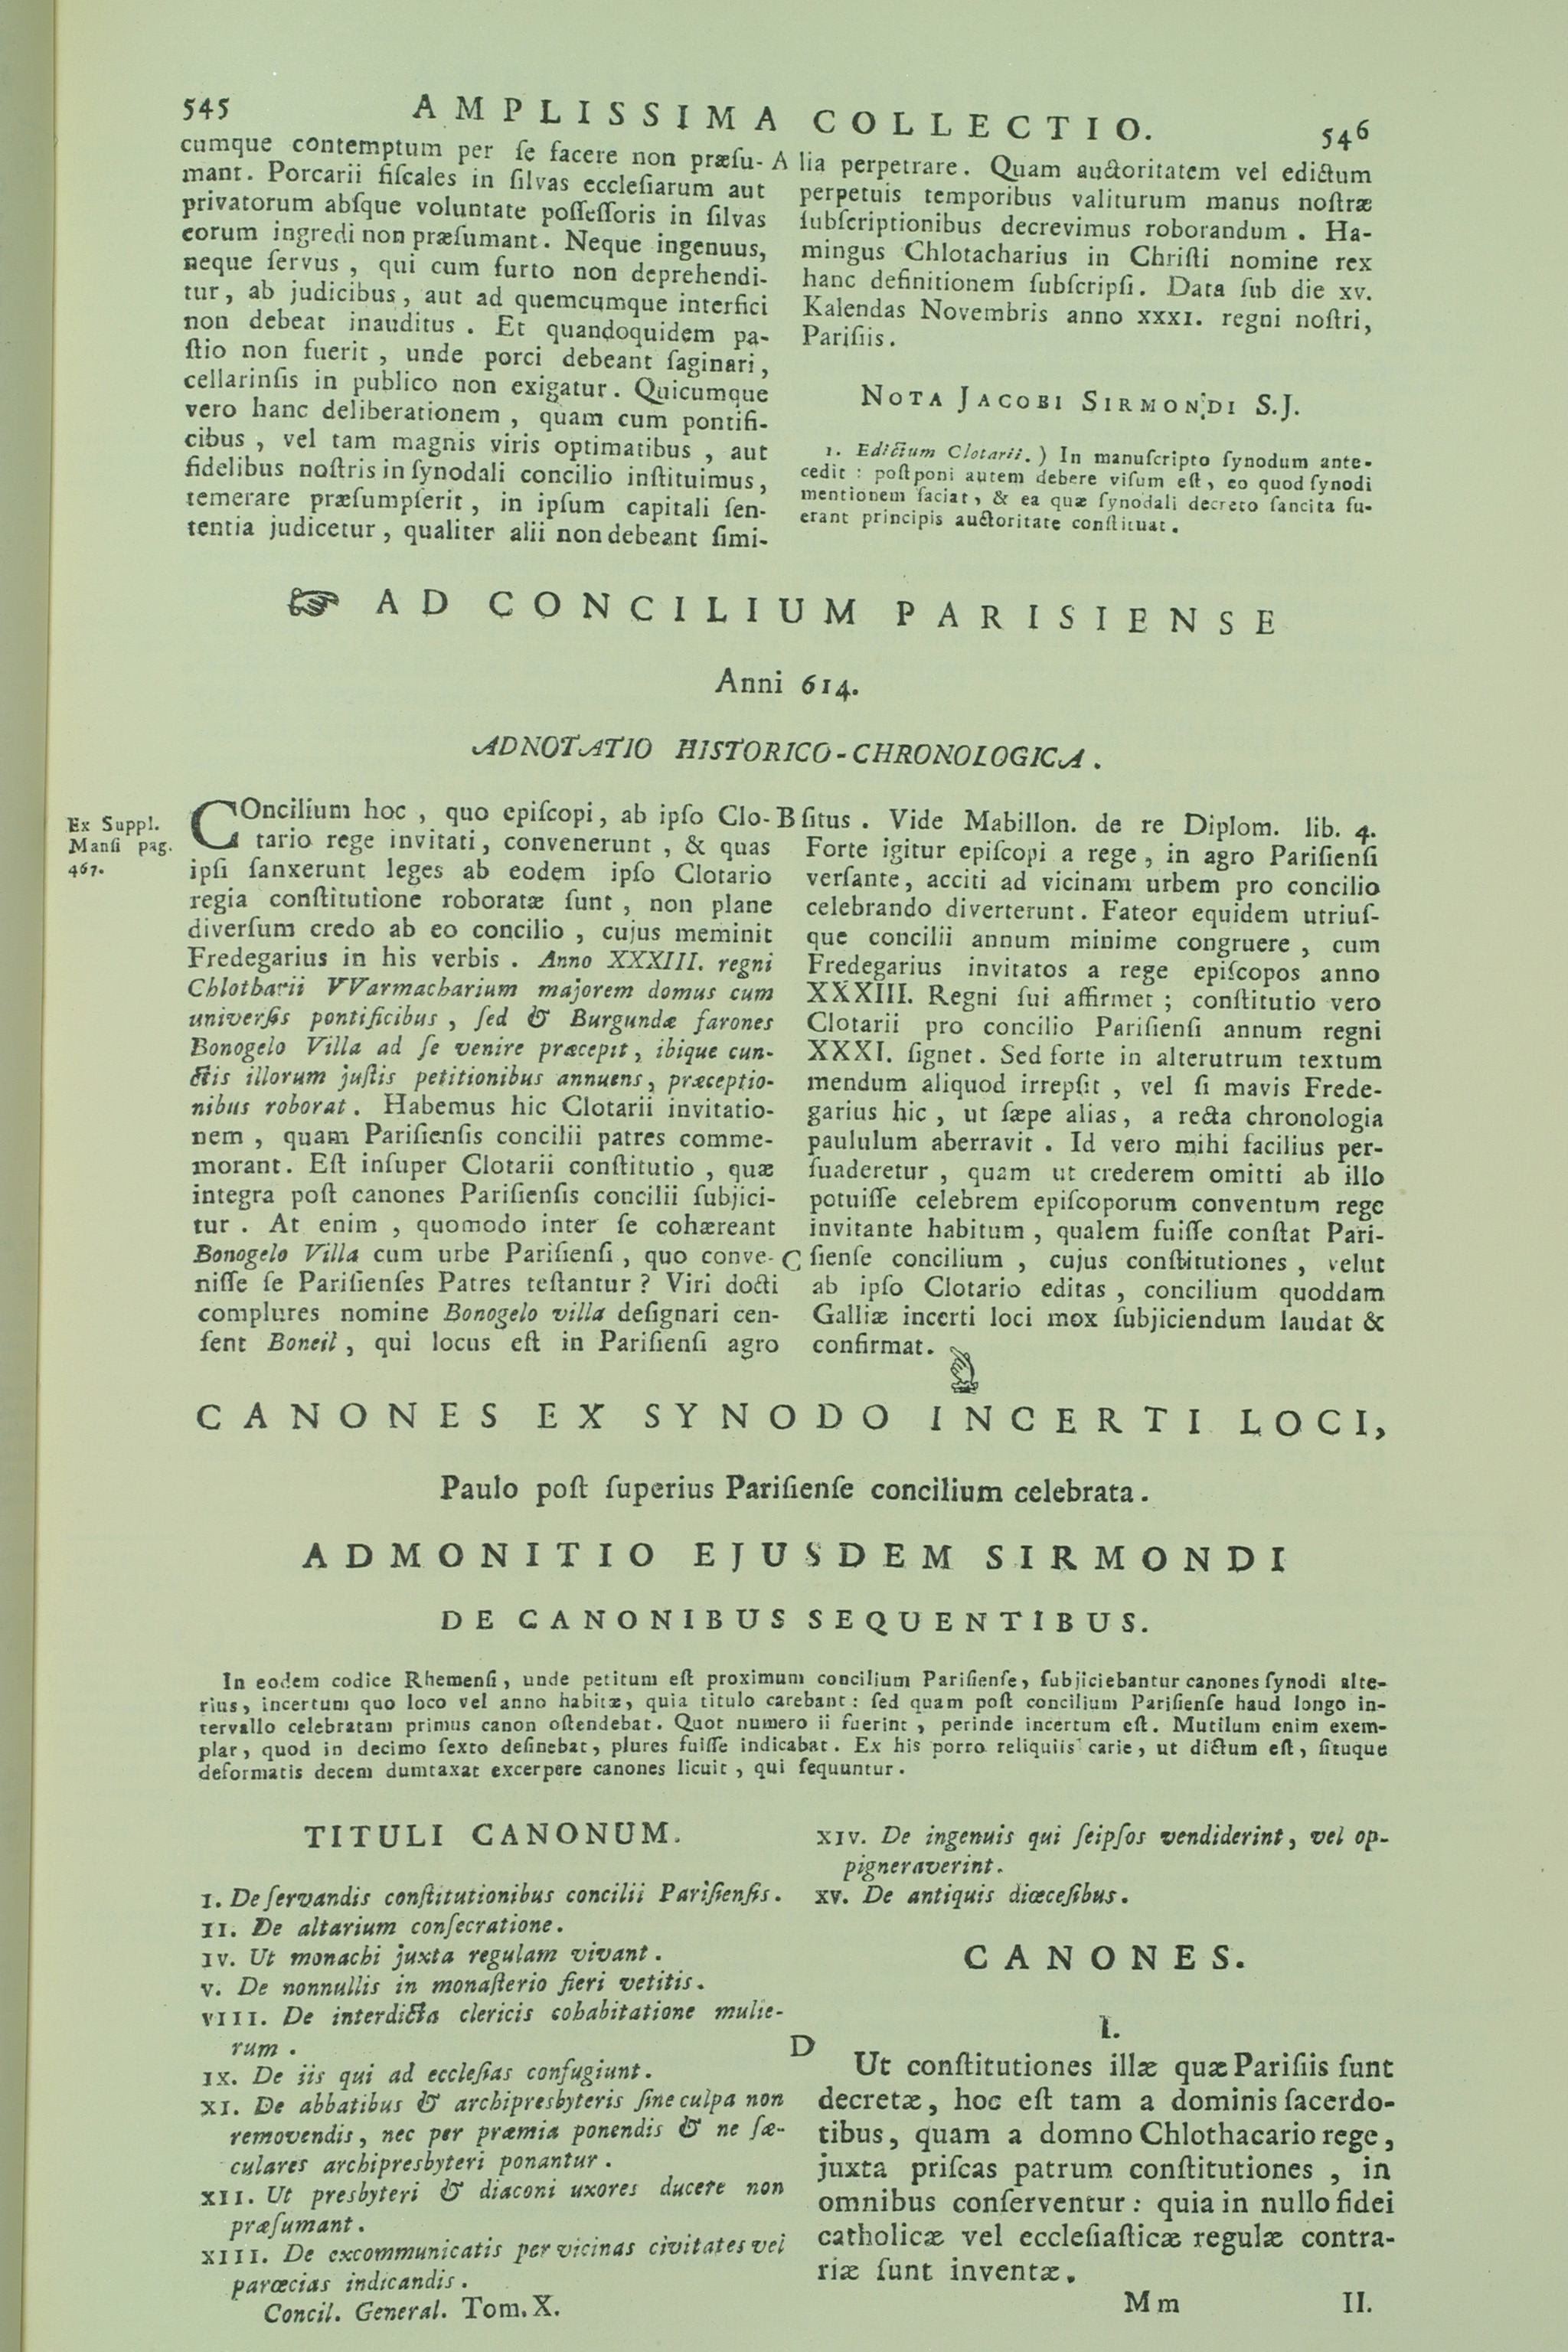 545
AMPLISSIMA COLLECTIO.
546
cumque contemptum per ſe facere non præſu-
mant. Porcarii fiſcales in ſilvas eccleſiarum aut
privatorum abſque voluntate poſſeſſoris in ſilvas
eorum ingredi non præſumant. Neque ingenuus,
neque ſervus, qui cum furto non deprehendi-
tur, ab judicibus, aut ad quemcumque interfici
non debeat inauditus. Et quandoquidem pa-
ſtio non fuerit, unde porci debeant ſaginari,
cellarinſis in publico non exigatur. Quicumque
vero hanc deliberationem, quam cum pontifi-
cibus, vel tam magnis viris optimatibus, aut
fidelibus noſtris in ſynodali concilio inſtituimus,
temerare præſumpſerit, in ipſum capitali ſen-
tentia judicetur, qualiter alii non debeant ſimi-
A
lia perpetrare. Quam auctoritatem vel edictum
perpetuis temporibus valiturum manus noſtræ
ſubſcriptionibus decrevimus roborandum. Ha-
mingus Chlotacharius in Chriſti nomine rex
hanc definitionem ſubſcripſi. Data ſub die xv.
Kalendas Novembris anno xxxi. regni noſtri,
Pariſiis.
NOTA JACOBI SIRMONDI S.J.
1. Edictum Clotarii.) In manuſcripto ſynodum ante-
cedit: poſtponi autem debere viſum eſt, eo quod ſynodi
mentionem faciat, & ea quæ ſynodali decreto ſancita fu-
erant principis auctoritate conſtituat.
☞ AD CONCILIUM PARISIENSE
Anni 614.
ADNOTATIO HISTORICO-CHRONOLOGICA.
Ex Suppl.
Manſi pag.
467.
COncilium hoc, quo epiſcopi, ab ipſo Clo-
tario rege invitati, convenerunt, & quas
ipſi ſanxerunt leges ab eodem ipſo Clotario
regia conſtitutione roboratæ ſunt, non plane
diverſum credo ab eo concilio, cujus meminit
Fredegarius in his verbis. Anno XXXIII. regni
Chlotharii VVarmacharium majorem domus cum
univerſis pontificibus, ſed & Burgundæ farones
Bonogelo Villa ad ſe venire præcepit, ibique cun-
ctis illorum juſtis petitionibus annuens, præceptio-
nibus roborat. Habemus hic Clotarii invitatio-
nem, quam Pariſienſis concilii patres comme-
morant. Eſt inſuper Clotarii conſtitutio, quæ
integra poſt canones Pariſienſis concilii ſubjici-
tur. At enim, quomodo inter ſe cohæreant
Bonogelo Villa cum urbe Pariſienſi, quo conve-
niſſe ſe Pariſienſes Patres teſtantur? Viri docti
complures nomine Bonogelo villa deſignari cen-
ſent Boneil, qui locus eſt in Pariſienſi agro
B
ſitus. Vide Mabillon. de re Diplom. lib. 4.
Forte igitur epiſcopi a rege, in agro Pariſienſi
verſante, acciti ad vicinam urbem pro concilio
celebrando diverterunt. Fateor equidem utriuſ-
que concilii annum minime congruere, cum
Fredegarius invitatos a rege epiſcopos anno
XXXIII. Regni ſui affirmet; conſtitutio vero
Clotarii pro concilio Pariſienſi annum regni
XXXI. ſignet. Sed forte in alterutrum textum
mendum aliquod irrepſit, vel ſi mavis Frede-
garius hic, ut ſæpe alias, a recta chronologia
paululum aberravit. Id vero mihi facilius per-
ſuaderetur, quam ut crederem omitti ab illo
potuiſſe celebrem epiſcoporum conventum rege
invitante habitum, qualem fuiſſe conſtat Pari-
C
ſienſe concilium, cujus conſtitutiones, velut
ab ipſo Clotario editas, concilium quoddam
Galliæ incerti loci mox ſubjiciendum laudat &
confirmat.
CANONES EX SYNODO INCERTI LOCI,
Paulo poſt ſuperius Pariſienſe concilium celebrata.
ADMONITIO EJUSDEM SIRMONDI
DE CANONIBUS SEQUENTIBUS.
In eodem codice Rhemenſi, unde petitum eſt proximum concilium Pariſienſe, ſubjiciebantur canones ſynodi alte-
rius, incertum quo loco vel anno habitæ, quia titulo carebant: ſed quam poſt concilium Pariſienſe haud longo in-
tervallo celebratam primus canon oſtendebat. Quot numero ii fuerint, perinde incertum eſt. Mutilum enim exem-
plar, quod in decimo ſexto deſinebat, plures fuiſſe indicabat. Ex his porro reliquiis carie, ut dictum eſt, ſituque
deformatis decem dumtaxat excerpere canones licuit, qui ſequuntur.
TITULI CANONUM.
I. De ſervandis conſtitutionibus concilii Pariſienſis.
II. De altarium conſecratione.
IV. Ut monachi juxta regulam vivant.
V. De nonnullis in monaſterio fieri vetitis.
VIII. De interdicta clericis cohabitatione mulie-
rum.
IX. De iis qui ad eccleſias confugiunt.
XI. De abbatibus & archipresbyteris ſine culpa non
removendis, nec per præmia ponendis & ne ſæ-
culares archipresbyteri ponantur.
XII. Ut presbyteri & diaconi uxores ducere non
præſumant.
XIII. De excommunicatis per vicinas civitates vel
parœcias indicandis.
Concil. General. Tom. X.
XIV. De ingenuis qui ſeipſos vendiderint, vel op-
pigneraverint.
XV. De antiquis diœceſibus.
CANONES.
I.
D
Ut conſtitutiones illæ quæ Pariſiis ſunt
decretæ, hoc eſt tam a dominis ſacerdo-
tibus, quam a domno Chlothacario rege,
juxta priſcas patrum conſtitutiones, in
omnibus conſerventur: quia in nullo fidei
catholicæ vel eccleſiaſticæ regulæ contra-
riæ ſunt inventæ.
Mm
II.